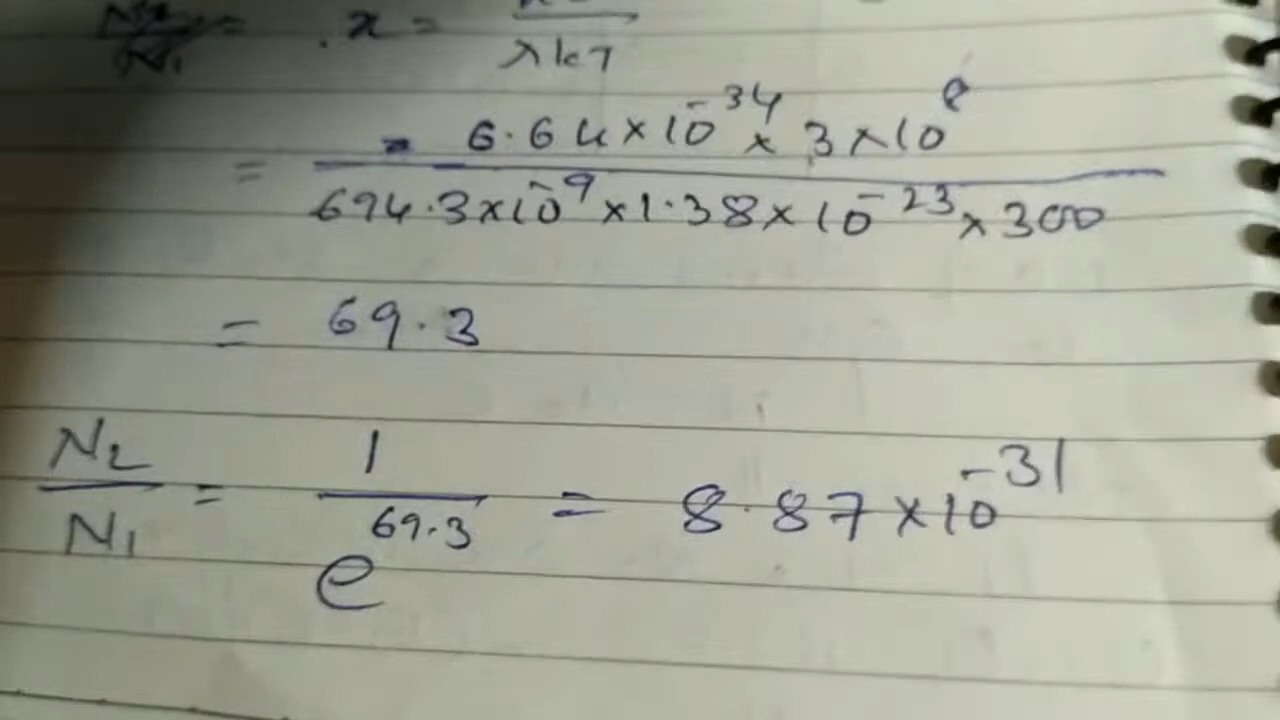 N2/N1 = . x = /λkT
= 6.64×10^-34 × 3×10^8 / 694.3×10^-9 ×1.38×10^-23 ×300
= 69.3
N2/N1 = 1/e^69.3 = 8.87×10^-31